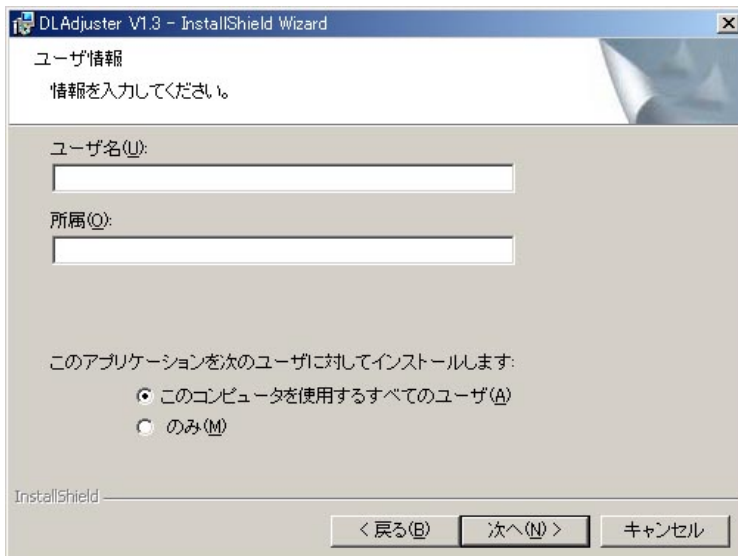 DLAdjuster V1.3 - InstallShield Wizard
ユーザ情報
情報を入力してください。
ユーザ名(U):
所属(O):
このアプリケーションを次のユーザに対してインストールします:
このコンピュータを使用するすべてのユーザ(A)
のみ(M)
InstallShield
< 戻る(B) 次へ(N) > キャンセル